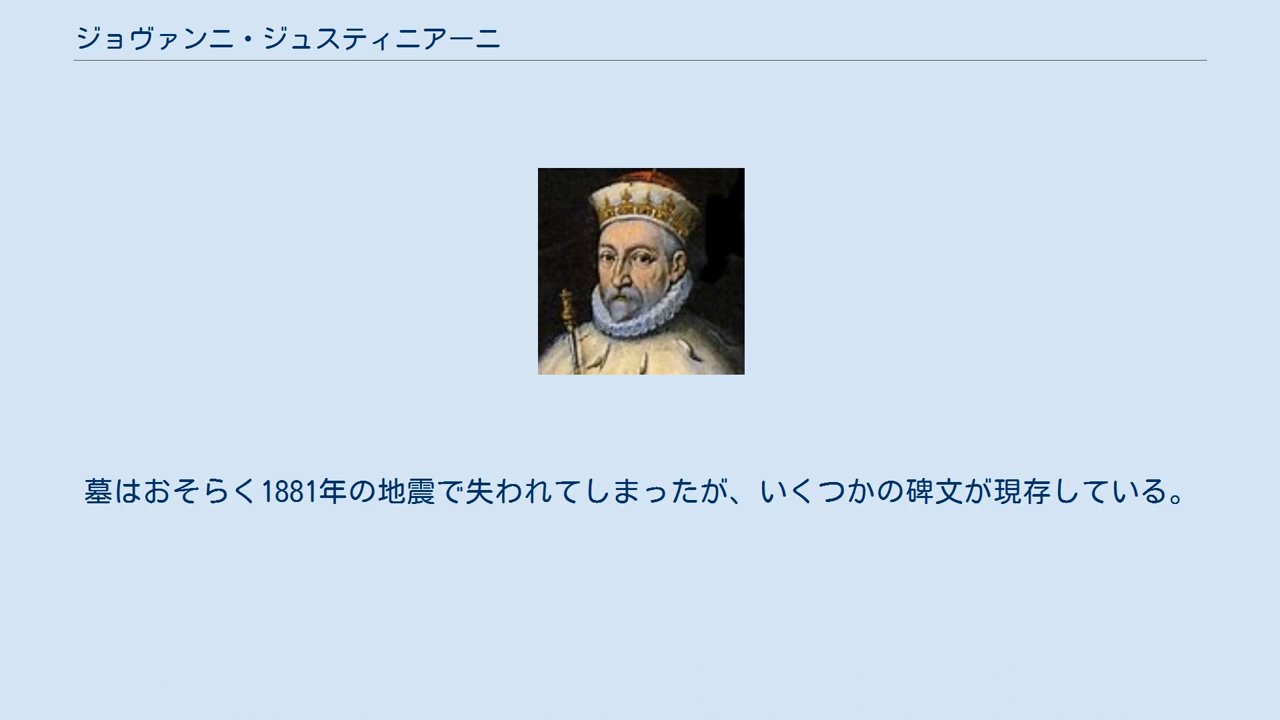 ジョヴァンニ・ジュスティニアーニ
墓はおそらく1881年の地震で失われてしまったが、いくつかの碑文が現存している。